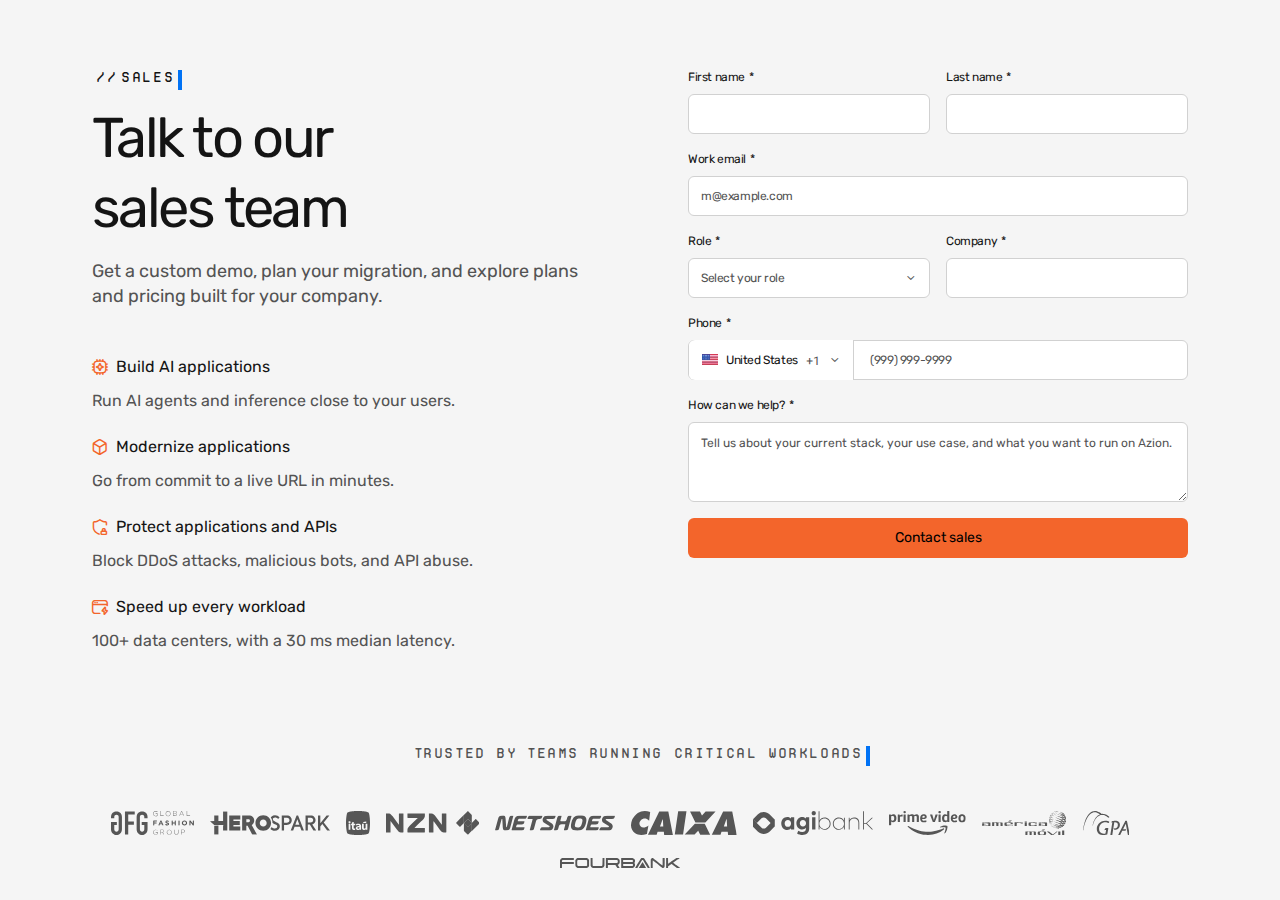 // SALES
Talk to our
sales team
Get a custom demo, plan your migration, and explore plans
and pricing built for your company.
Build AI applications
Run AI agents and inference close to your users.
Modernize applications
Go from commit to a live URL in minutes.
Protect applications and APIs
Block DDoS attacks, malicious bots, and API abuse.
Speed up every workload
100+ data centers, with a 30 ms median latency.
First name *
Last name *
Work email *
m@example.com
Role *
Company *
Select your role
Phone *
United States +1
(999) 999-9999
How can we help? *
Tell us about your current stack, your use case, and what you want to run on Azion.
Contact sales
TRUSTED BY TEAMS RUNNING CRITICAL WORKLOADS
GFG GLOBAL FASHION GROUP
HEROSPARK
itaú
NZN
NETSHOES
CAIXA
agibank
prime video
américa móvil
GPA
FOURBANK